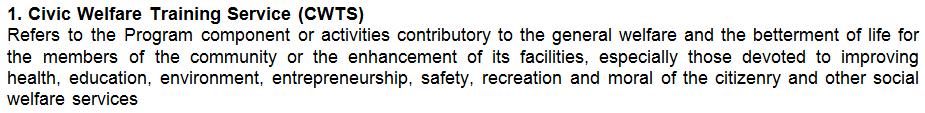 1. Civic Welfare Training Service (CWTS)
Refers to the Program component or activities contributory to the general welfare and the betterment of life for
the members of the community or the enhancement of its facilities, especially those devoted to improving
health, education, environment, entrepreneurship, safety, recreation and moral of the citizenry and other social
welfare services